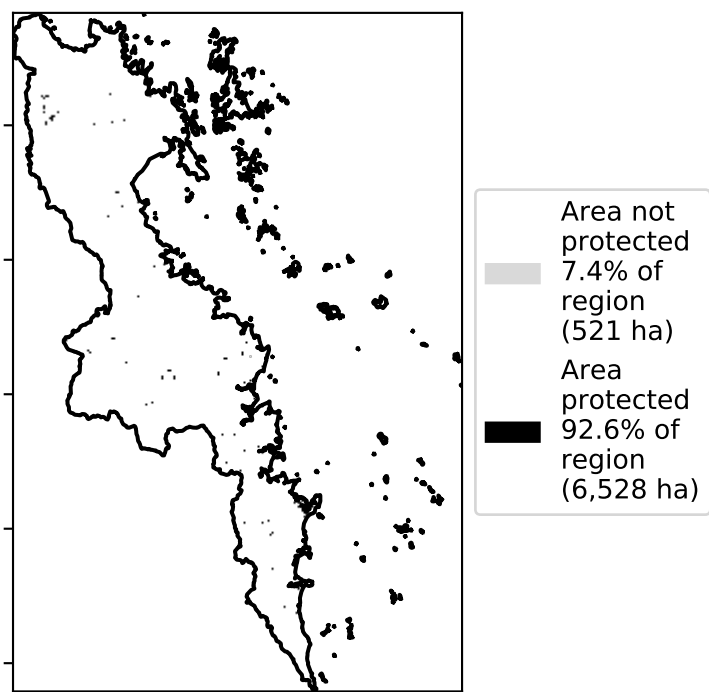 Area not
protected
7.4% of
region
(521 ha)
Area
protected
92.6% of
region
(6,528 ha)